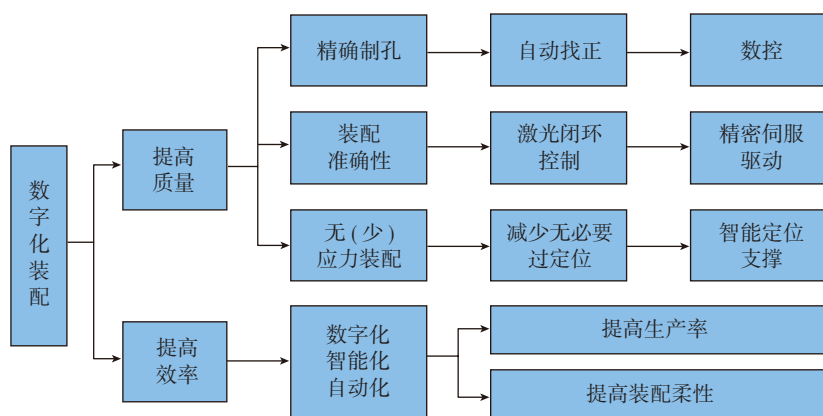 精确制孔
自动找正
数控
装配
准确性
激光闭环
控制
精密伺服
驱动
数字化装配
提高
质量
无(少)
应力装配
减少无必要
过定位
智能定位
支撑
提高
效率
数字化
智能化
自动化
提高生产率
提高装配柔性